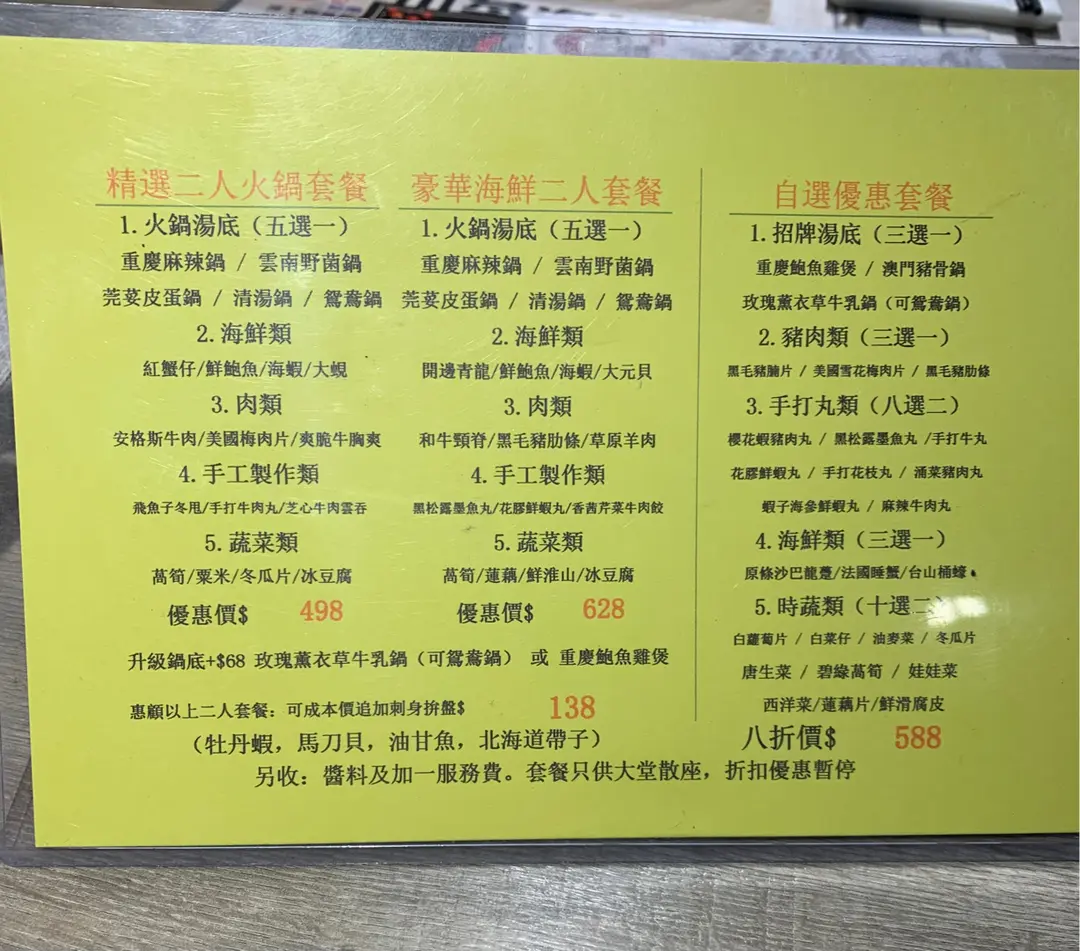 精選二人火鍋套餐
1.火鍋湯底（五選一）
重慶麻辣鍋 / 雲南野菌鍋
莞荽皮蛋鍋 / 清湯鍋 / 鴛鴦鍋
2.海鮮類
紅蟹仔/鮮鮑魚/海蝦/大蜆
3.肉類
安格斯牛肉/美國梅肉片/爽脆牛胸爽
4.手工製作類
飛魚子冬甩/手打牛肉丸/芝心牛肉雲吞
5.蔬菜類
萵筍/粟米/冬瓜片/冰豆腐
優惠價$ 498
豪華海鮮二人套餐
1.火鍋湯底（五選一）
重慶麻辣鍋 / 雲南野菌鍋
莞荽皮蛋鍋 / 清湯鍋 / 鴛鴦鍋
2.海鮮類
開邊青龍/鮮鮑魚/海蝦/大元貝
3.肉類
和牛頸脊/黑毛豬肋條/草原羊肉
4.手工製作類
黑松露墨魚丸/花膠鮮蝦丸/香茜芹菜牛肉餃
5.蔬菜類
萵筍/蓮藕/鮮淮山/冰豆腐
優惠價$ 628
升級鍋底+$68 玫瑰薰衣草牛乳鍋（可鴛鴦鍋） 或 重慶鮑魚雞煲
惠顧以上二人套餐：可成本價追加刺身拚盤$ 138
（牡丹蝦，馬刀貝，油甘魚，北海道帶子）
自選優惠套餐
1.招牌湯底（三選一）
重慶鮑魚雞煲 / 澳門豬骨鍋
玫瑰薰衣草牛乳鍋（可鴛鴦鍋）
2.豬肉類（三選一）
黑毛豬腩片 / 美國雪花梅肉片 / 黑毛豬肋條
3.手打丸類（八選二）
櫻花蝦豬肉丸 / 黑松露墨魚丸 /手打牛丸
花膠鮮蝦丸 / 手打花枝丸 / 涌菜豬肉丸
蝦子海參鮮蝦丸 / 麻辣牛肉丸
4.海鮮類（三選一）
原條沙巴龍躉/法國睡蟹/台山桶蠔
5.時蔬類（十選二）
白蘿蔔片 / 白菜仔 / 油麥菜 / 冬瓜片
唐生菜 / 碧綠萵筍 / 娃娃菜
西洋菜/蓮藕片/鮮滑腐皮
八折價$ 588
另收：醬料及加一服務費。套餐只供大堂散座，折扣優惠暫停